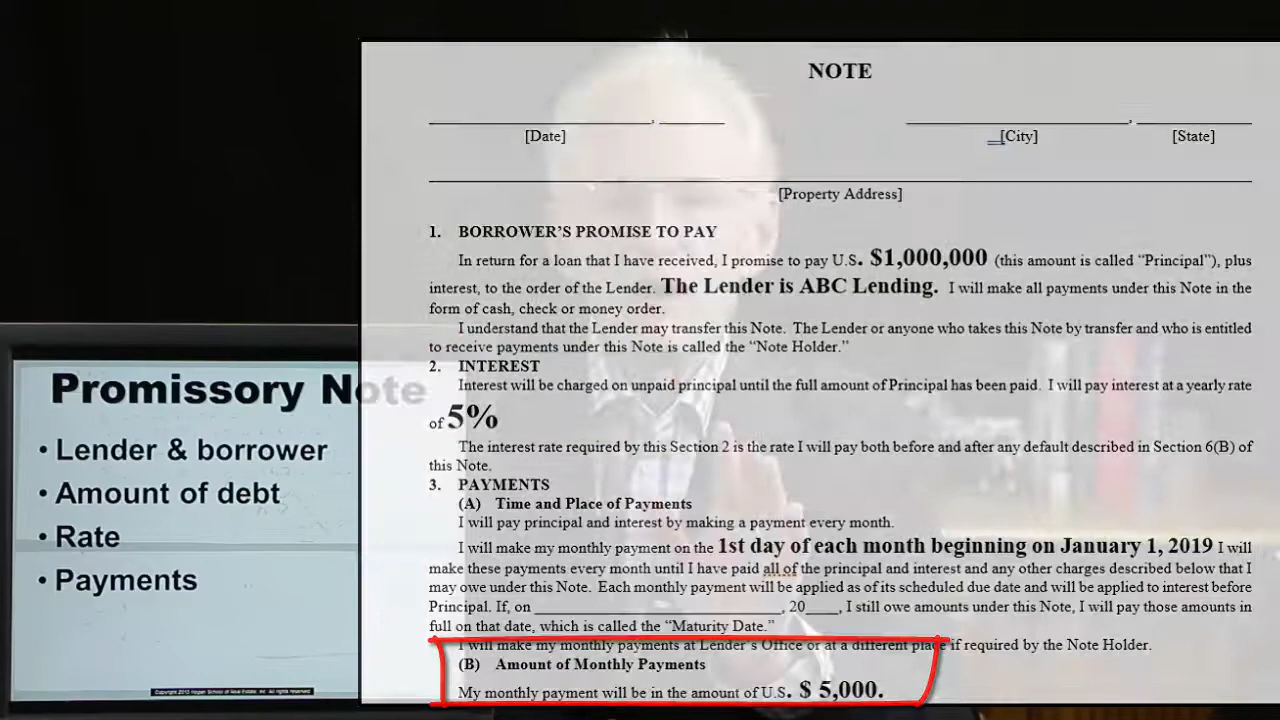 Promissory Note
• Lender & borrower
• Amount of debt
• Rate
• Payments
Copyright 2013 Hogan School of Real Estate, Inc. All rights reserved.
NOTE
[Date] [City] [State]
[Property Address]
1. BORROWER’S PROMISE TO PAY
In return for a loan that I have received, I promise to pay U.S. $1,000,000 (this amount is called “Principal”), plus
interest, to the order of the Lender. The Lender is ABC Lending. I will make all payments under this Note in the
form of cash, check or money order.
I understand that the Lender may transfer this Note. The Lender or anyone who takes this Note by transfer and who is entitled
to receive payments under this Note is called the “Note Holder.”
2. INTEREST
Interest will be charged on unpaid principal until the full amount of Principal has been paid. I will pay interest at a yearly rate
of 5%
The interest rate required by this Section 2 is the rate I will pay both before and after any default described in Section 6(B) of
this Note.
3. PAYMENTS
(A) Time and Place of Payments
I will pay principal and interest by making a payment every month.
I will make my monthly payment on the 1st day of each month beginning on January 1, 2019 I will
make these payments every month until I have paid all of the principal and interest and any other charges described below that I
may owe under this Note. Each monthly payment will be applied as of its scheduled due date and will be applied to interest before
Principal. If, on ______________________________, 20____, I still owe amounts under this Note, I will pay those amounts in
full on that date, which is called the “Maturity Date.”
I will make my monthly payments at Lender’s Office or at a different place if required by the Note Holder.
(B) Amount of Monthly Payments
My monthly payment will be in the amount of U.S. $ 5,000.